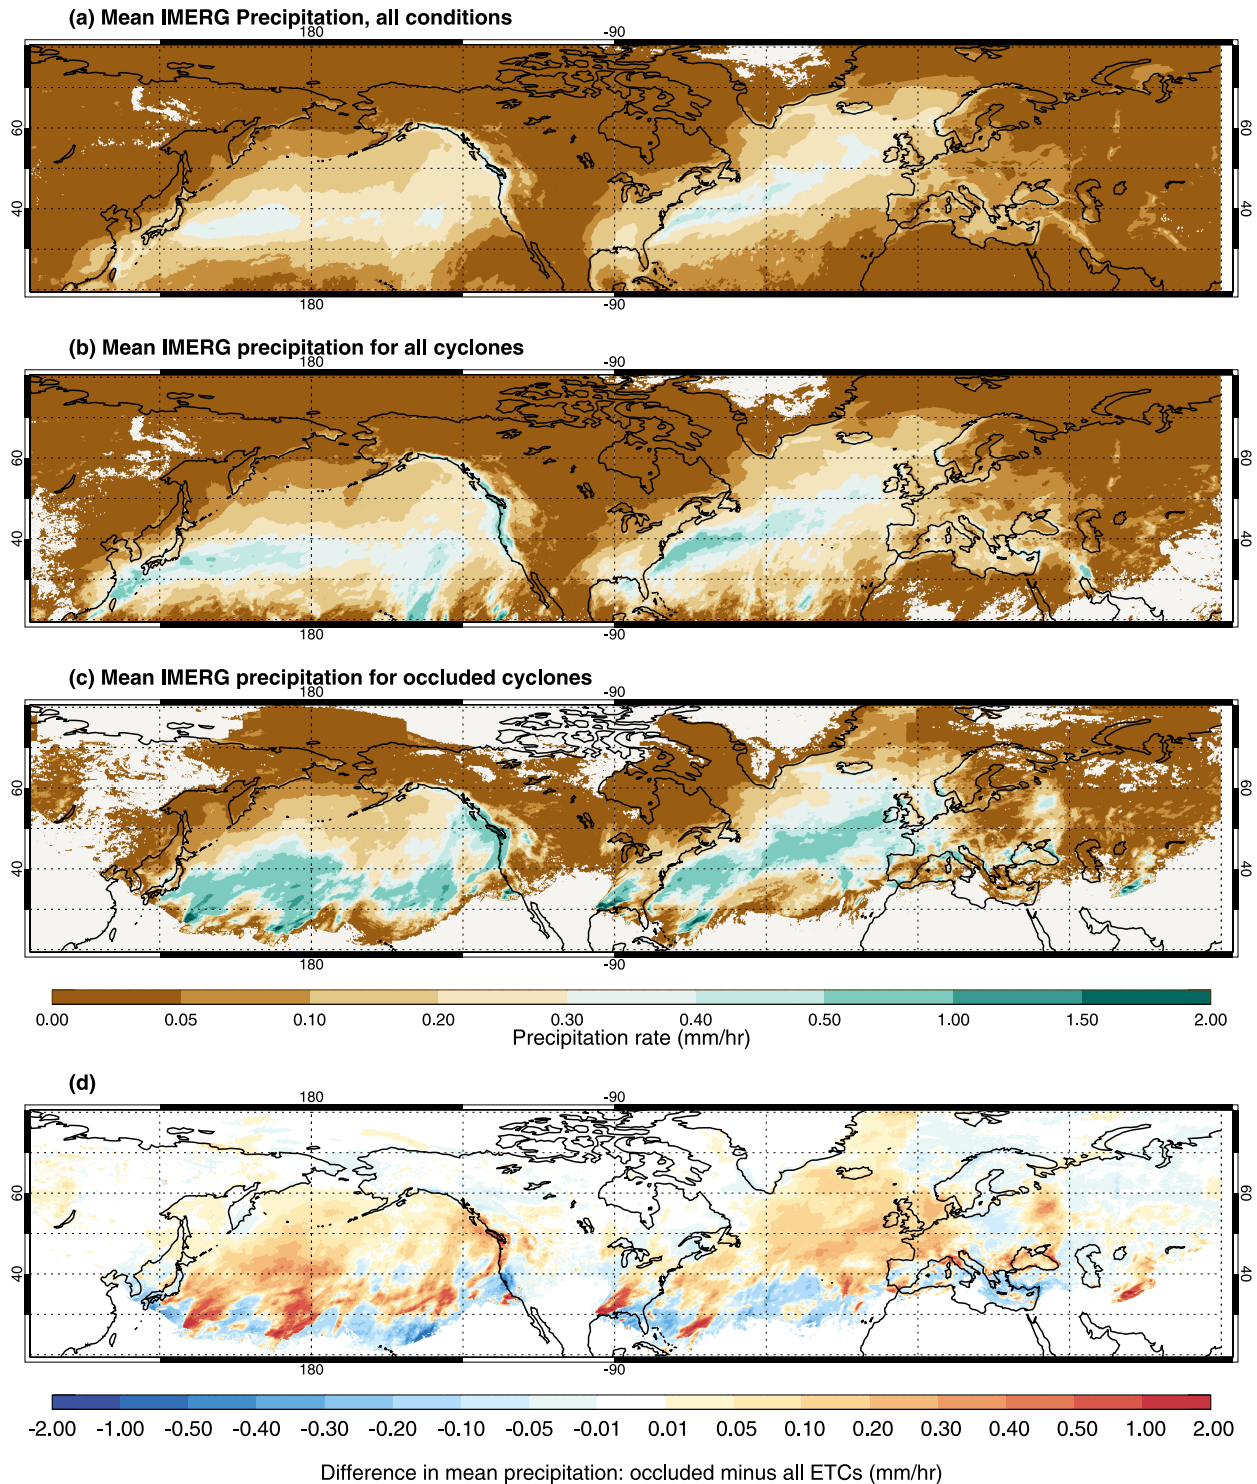 (a) Mean IMERG Precipitation, all conditions
180 -90
60 60
40 40
180 -90
(b) Mean IMERG precipitation for all cyclones
180 -90
60 60
40 40
180 -90
(c) Mean IMERG precipitation for occluded cyclones
180 -90
60 60
40 40
180 -90
0.00 0.05 0.10 0.20 0.30 0.40 0.50 1.00 1.50 2.00
Precipitation rate (mm/hr)
(d)
180 -90
60 60
40 40
180 -90
-2.00 -1.00 -0.50 -0.40 -0.30 -0.20 -0.10 -0.05 -0.01 0.01 0.05 0.10 0.20 0.30 0.40 0.50 1.00 2.00
Difference in mean precipitation: occluded minus all ETCs (mm/hr)